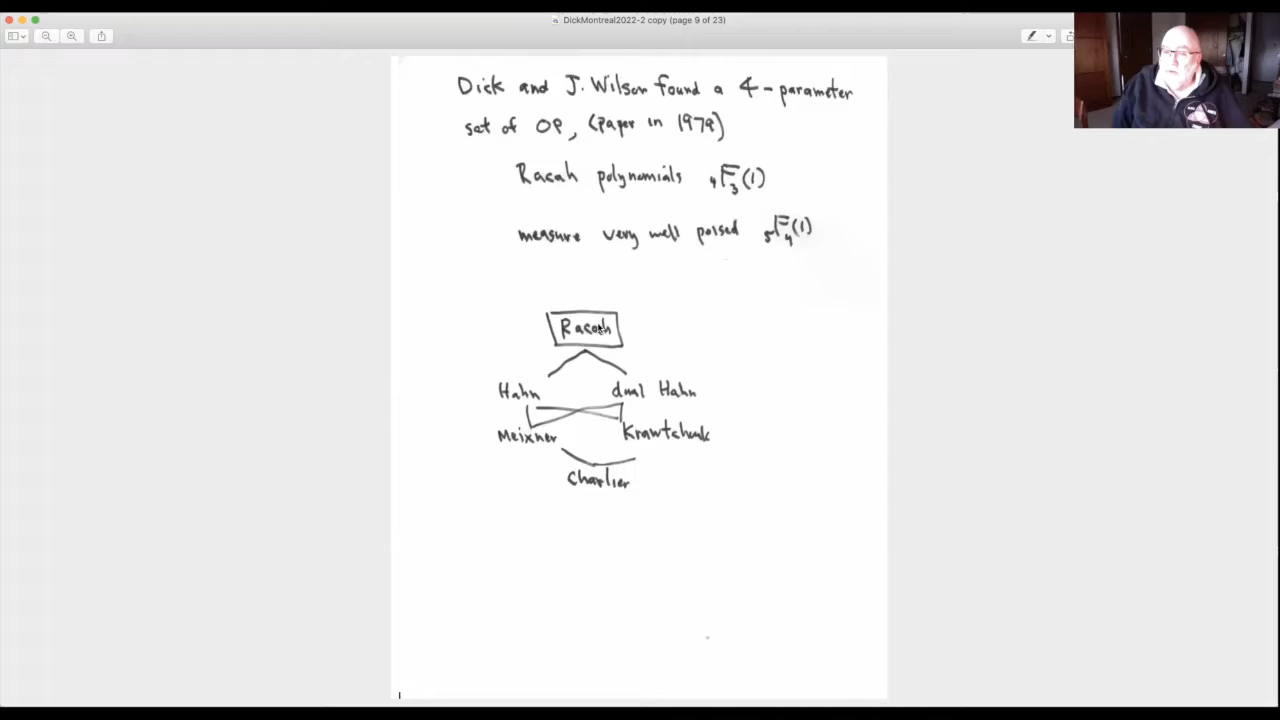 DickMontreal2022-2 copy (page 9 of 23)
Dick and J. Wilson found a 4-parameter
set of OP, (paper in 1979)
Racah polynomials ₄F₃(1)
measure very well poised ₅F₄(1)
Racah
Hahn dual Hahn
Meixner Krawtchouk
Charlier